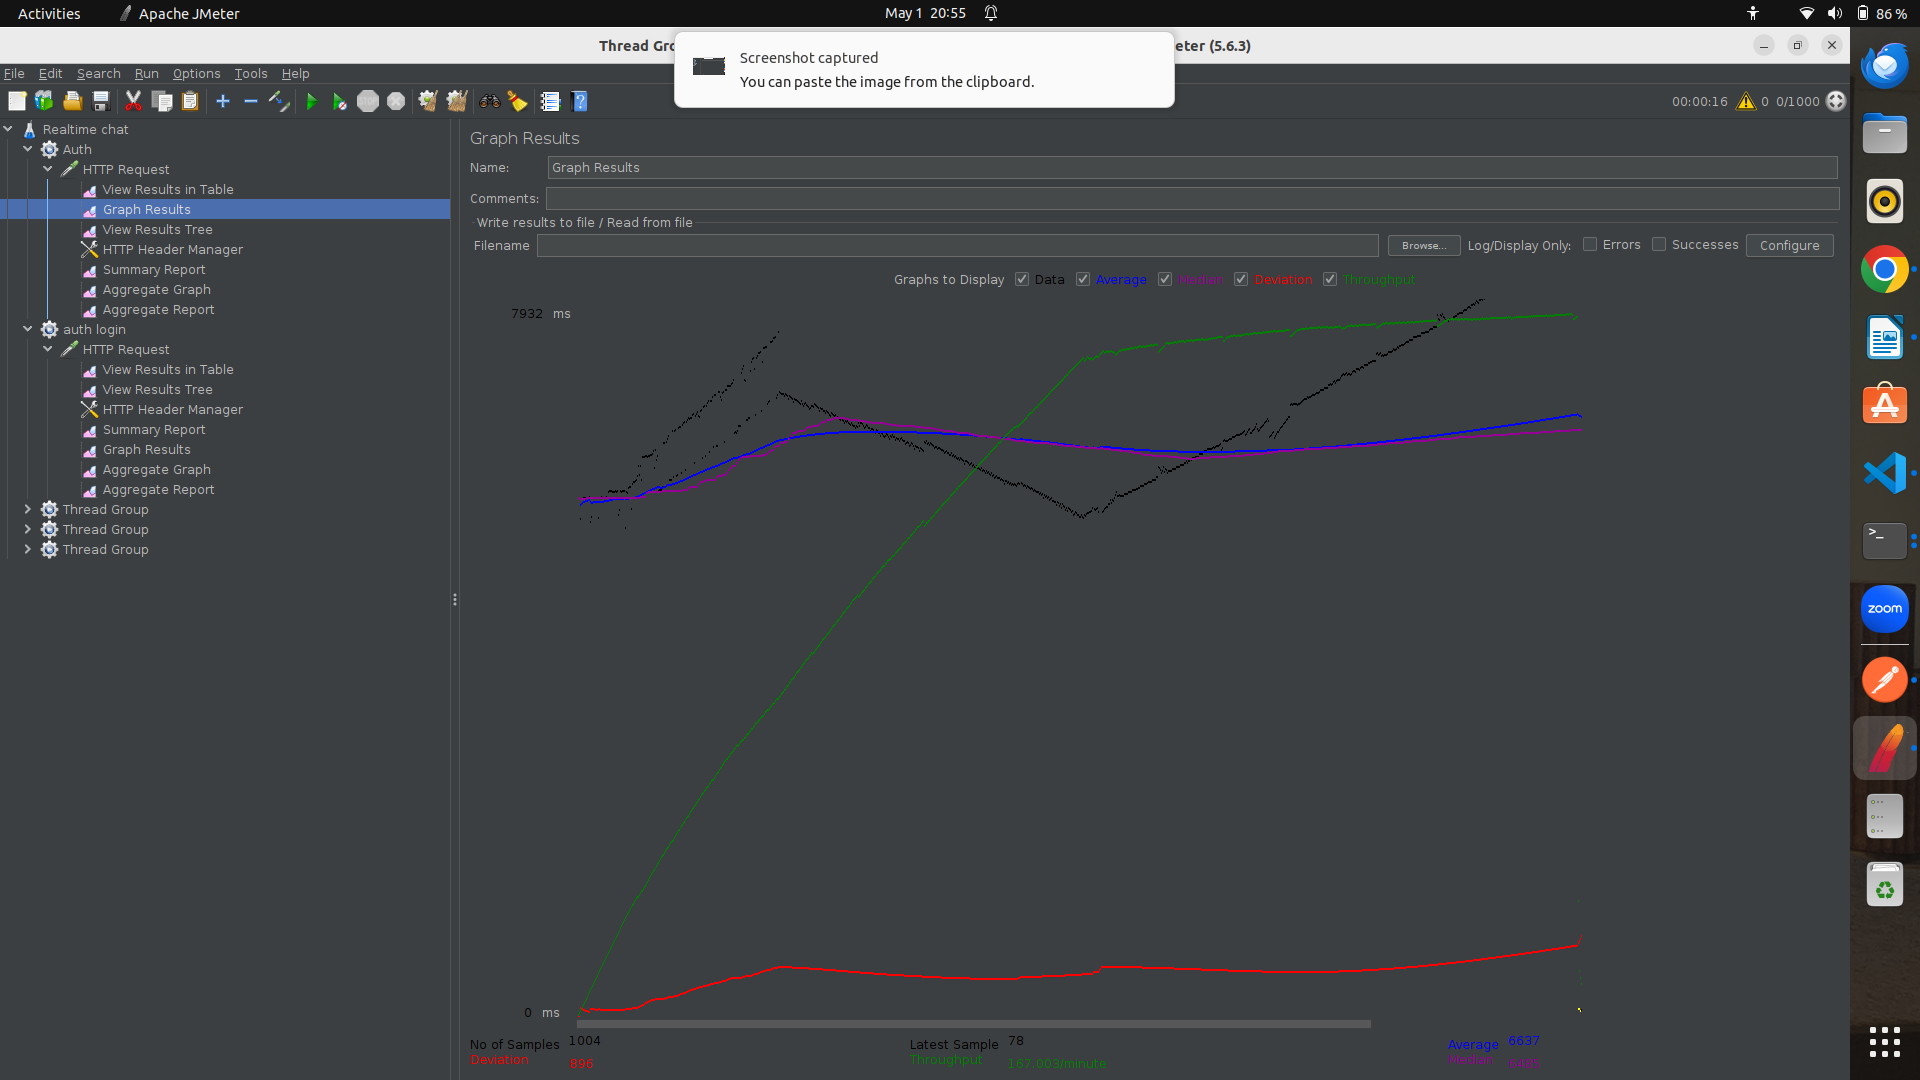 Activities
Apache JMeter
May 1 20:55
86 %
Thread Gro
eter (5.6.3)
Screenshot captured
You can paste the image from the clipboard.
File Edit Search Run Options Tools Help
00:00:16 0 0/1000
Realtime chat
Auth
HTTP Request
View Results in Table
Graph Results
View Results Tree
HTTP Header Manager
Summary Report
Aggregate Graph
Aggregate Report
auth login
HTTP Request
View Results in Table
View Results Tree
HTTP Header Manager
Summary Report
Graph Results
Aggregate Graph
Aggregate Report
Thread Group
Thread Group
Thread Group
Graph Results
Name: Graph Results
Comments:
Write results to file / Read from file
Filename Browse... Log/Display Only: Errors Successes Configure
Graphs to Display Data Average Median Deviation Throughput
7932 ms
0 ms
No of Samples 1004 Latest Sample 78 Average 6637
Deviation 896 Throughput 167.003/minute Median
zoom